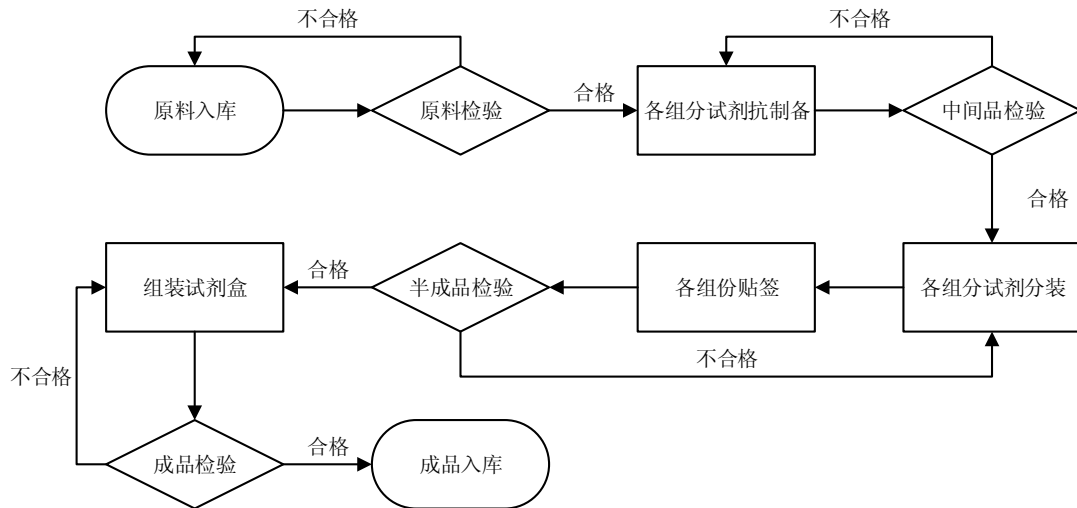 不合格
不合格
原料入库
原料检验
合格
各组分试剂抗制备
中间品检验
合格
组装试剂盒
合格
半成品检验
各组份贴签
各组分试剂分装
不合格
不合格
成品检验
合格
成品入库